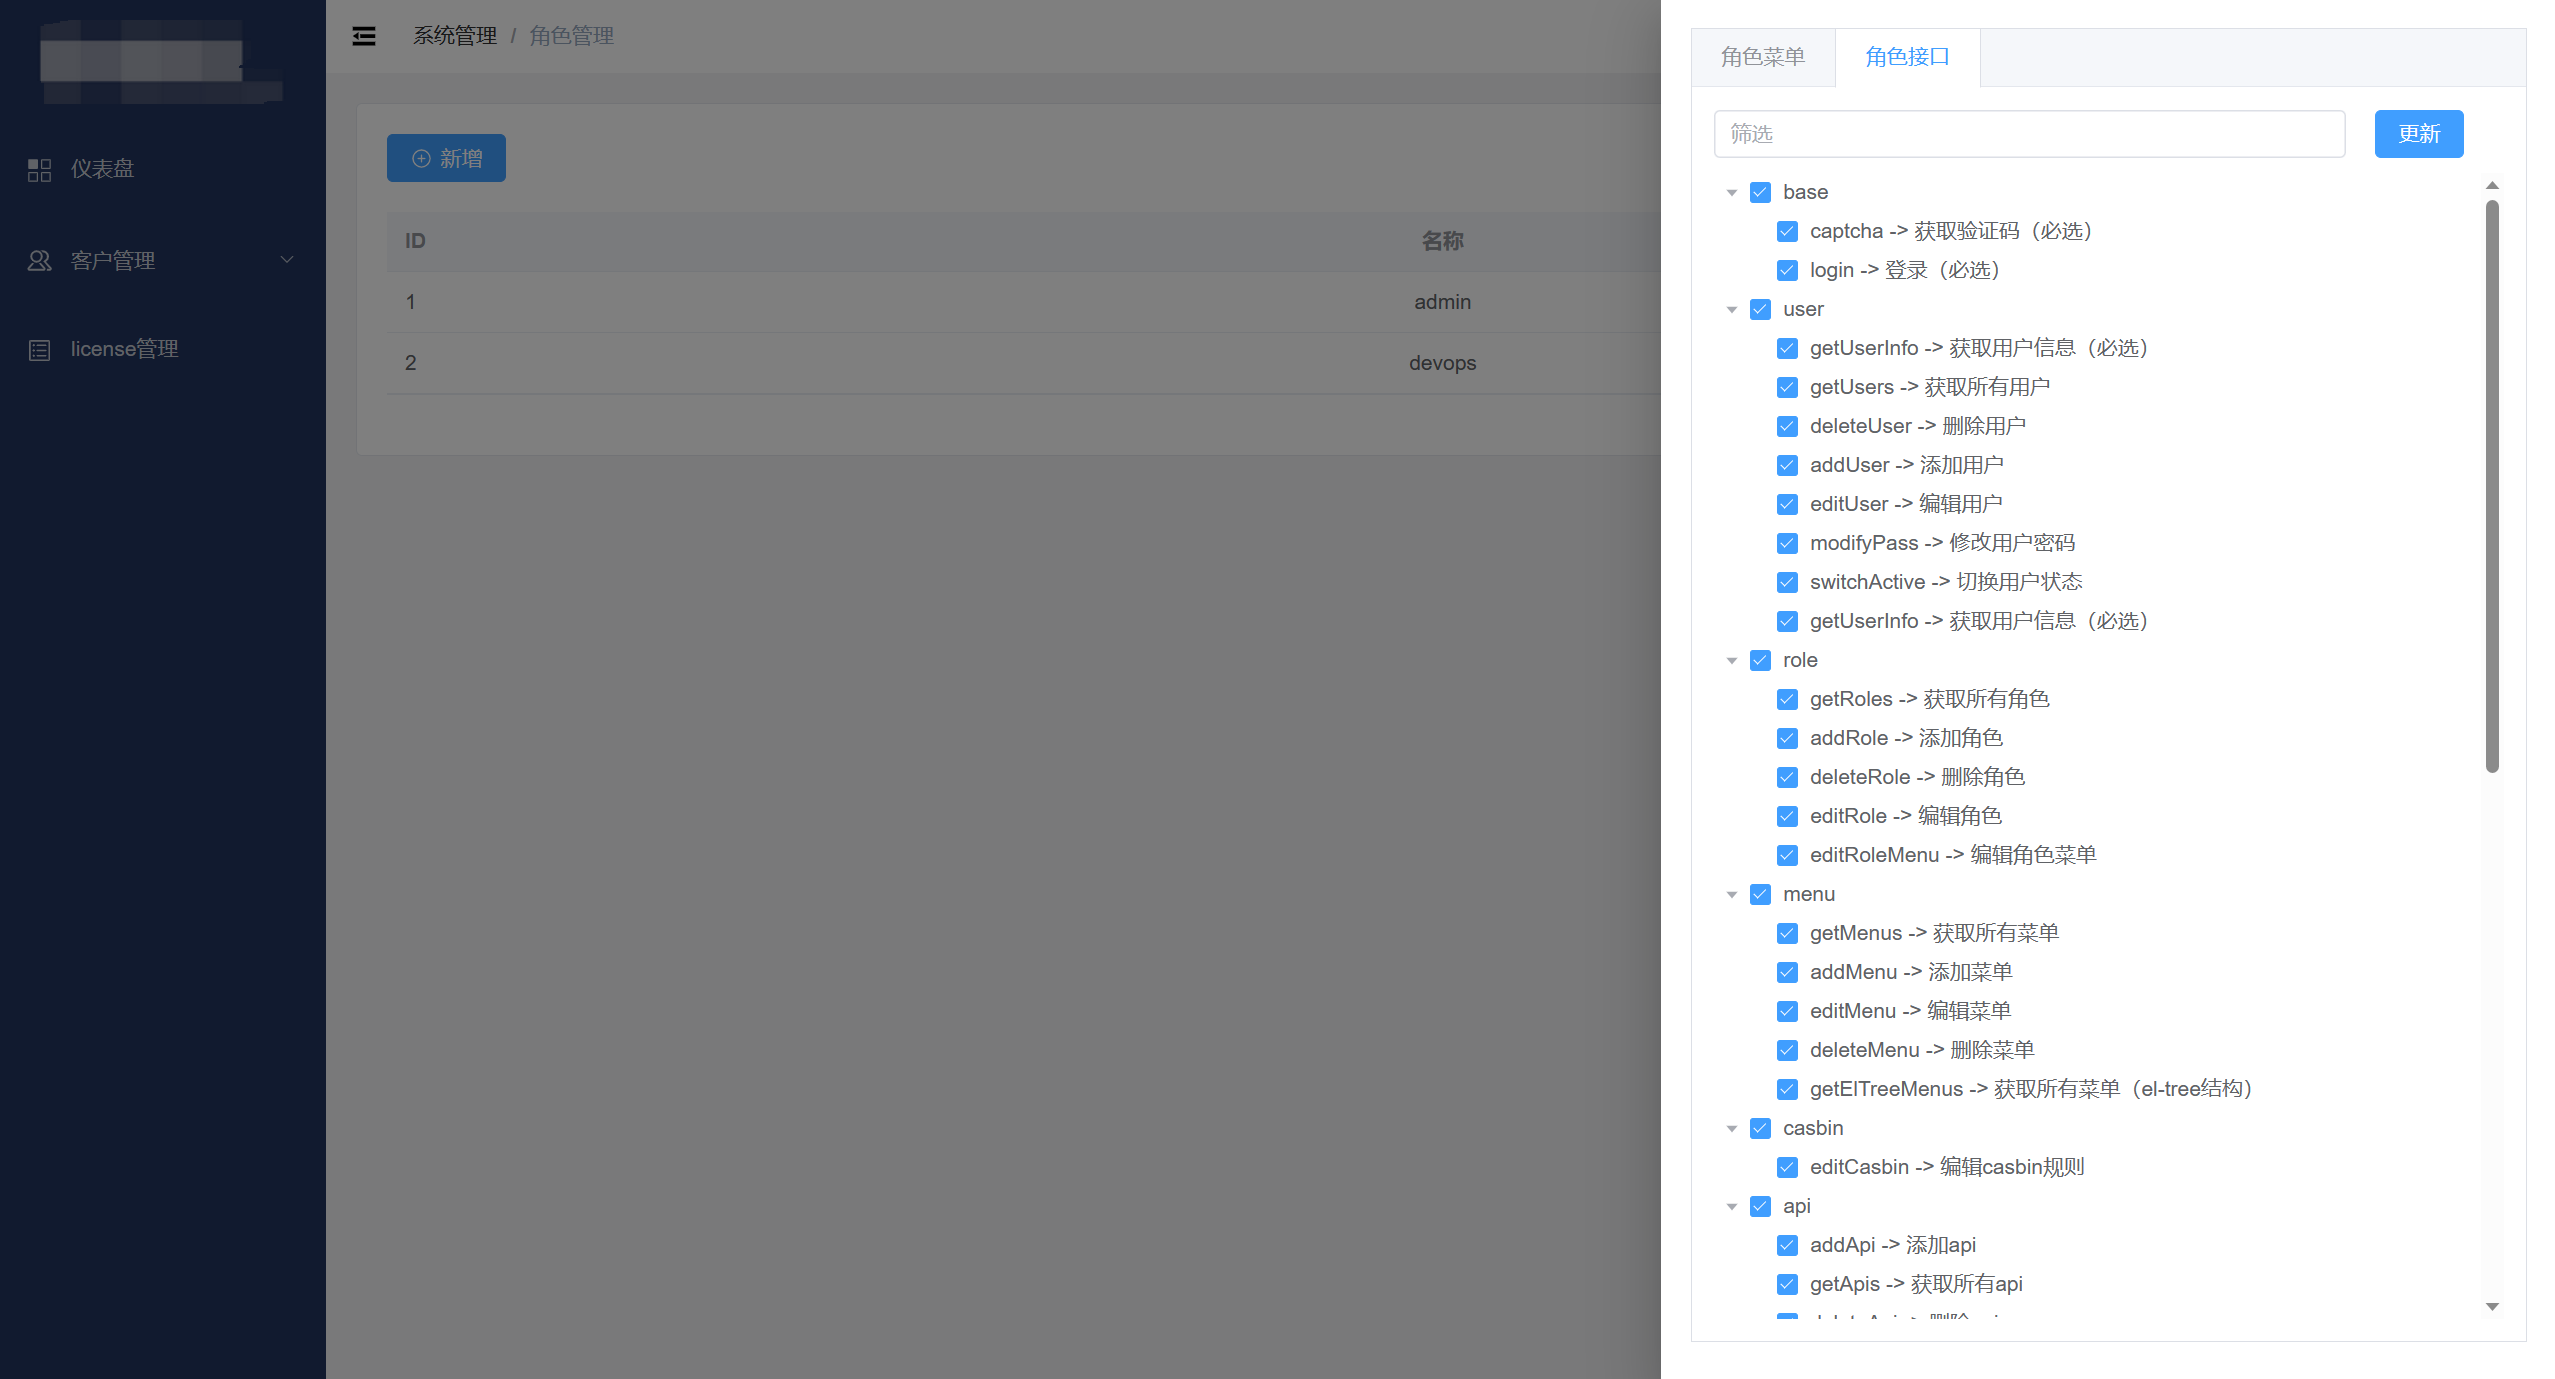 仪表盘
客户管理
license管理
系统管理 / 角色管理
新增
ID 名称
1 admin
2 devops
角色菜单 角色接口
筛选 更新
base
captcha -> 获取验证码（必选）
login -> 登录（必选）
user
getUserInfo -> 获取用户信息（必选）
getUsers -> 获取所有用户
deleteUser -> 删除用户
addUser -> 添加用户
editUser -> 编辑用户
modifyPass -> 修改用户密码
switchActive -> 切换用户状态
getUserInfo -> 获取用户信息（必选）
role
getRoles -> 获取所有角色
addRole -> 添加角色
deleteRole -> 删除角色
editRole -> 编辑角色
editRoleMenu -> 编辑角色菜单
menu
getMenus -> 获取所有菜单
addMenu -> 添加菜单
editMenu -> 编辑菜单
deleteMenu -> 删除菜单
getElTreeMenus -> 获取所有菜单（el-tree结构）
casbin
editCasbin -> 编辑casbin规则
api
addApi -> 添加api
getApis -> 获取所有api